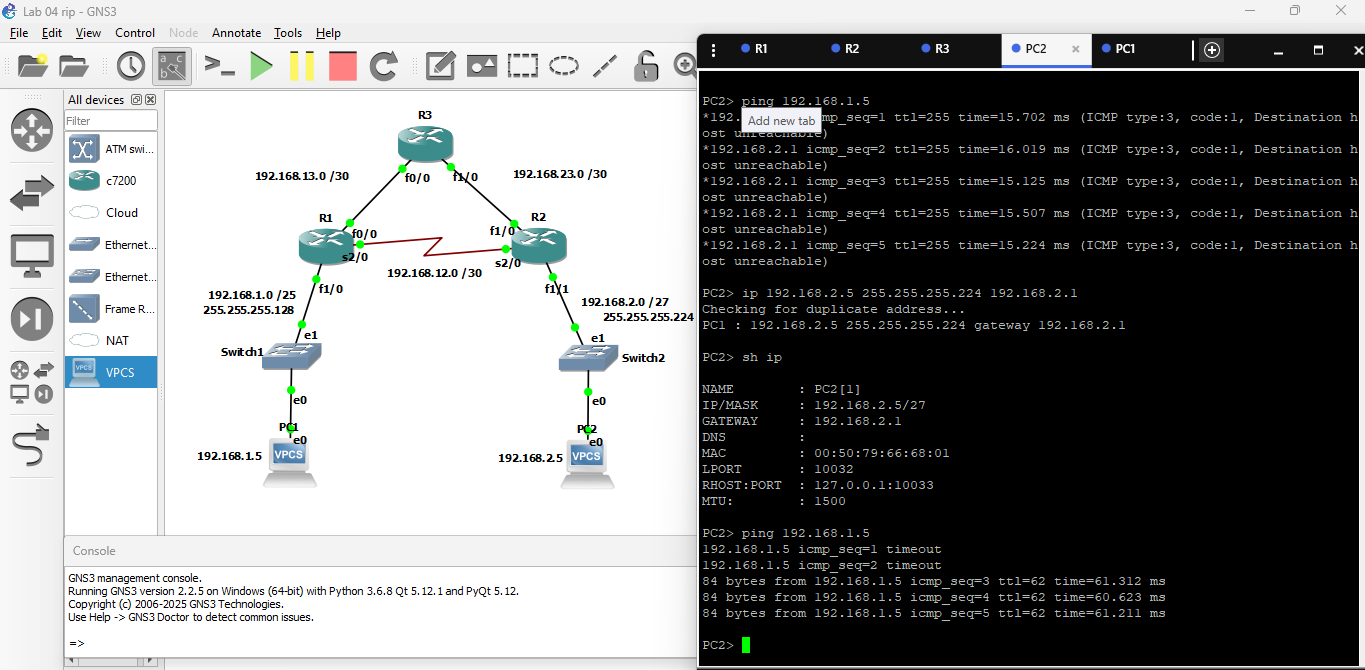 Lab 04 rip - GNS3
File Edit View Control Node Annotate Tools Help
All devices
Filter
ATM swi...
c7200
Cloud
Ethernet...
Ethernet...
Frame R...
NAT
VPCS
R3
192.168.13.0 /30
f0/0
f1/0
192.168.23.0 /30
R1
R2
f0/0
f1/0
s2/0
s2/0
192.168.12.0 /30
f1/0
f1/1
192.168.1.0 /25
255.255.255.128
192.168.2.0 /27
255.255.255.224
e1
e1
Switch1
Switch2
e0
e0
PC1
PC2
e0
e0
192.168.1.5
VPCS
192.168.2.5
VPCS
Console
GNS3 management console.
Running GNS3 version 2.2.5 on Windows (64-bit) with Python 3.6.8 Qt 5.12.1 and PyQt 5.12.
Copyright (c) 2006-2025 GNS3 Technologies.
Use Help -> GNS3 Doctor to detect common issues.
=>
R1 R2 R3 PC2 PC1
PC2> ping 192.168.1.5
Add new tab
*192. cmp_seq=1 ttl=255 time=15.702 ms (ICMP type:3, code:1, Destination h
ost unreachable)
*192.168.2.1 icmp_seq=2 ttl=255 time=16.019 ms (ICMP type:3, code:1, Destination h
ost unreachable)
*192.168.2.1 icmp_seq=3 ttl=255 time=15.125 ms (ICMP type:3, code:1, Destination h
ost unreachable)
*192.168.2.1 icmp_seq=4 ttl=255 time=15.507 ms (ICMP type:3, code:1, Destination h
ost unreachable)
*192.168.2.1 icmp_seq=5 ttl=255 time=15.224 ms (ICMP type:3, code:1, Destination h
ost unreachable)
PC2> ip 192.168.2.5 255.255.255.224 192.168.2.1
Checking for duplicate address...
PC1 : 192.168.2.5 255.255.255.224 gateway 192.168.2.1
PC2> sh ip
NAME : PC2[1]
IP/MASK : 192.168.2.5/27
GATEWAY : 192.168.2.1
DNS :
MAC : 00:50:79:66:68:01
LPORT : 10032
RHOST:PORT : 127.0.0.1:10033
MTU: : 1500
PC2> ping 192.168.1.5
192.168.1.5 icmp_seq=1 timeout
192.168.1.5 icmp_seq=2 timeout
84 bytes from 192.168.1.5 icmp_seq=3 ttl=62 time=61.312 ms
84 bytes from 192.168.1.5 icmp_seq=4 ttl=62 time=60.623 ms
84 bytes from 192.168.1.5 icmp_seq=5 ttl=62 time=61.211 ms
PC2>